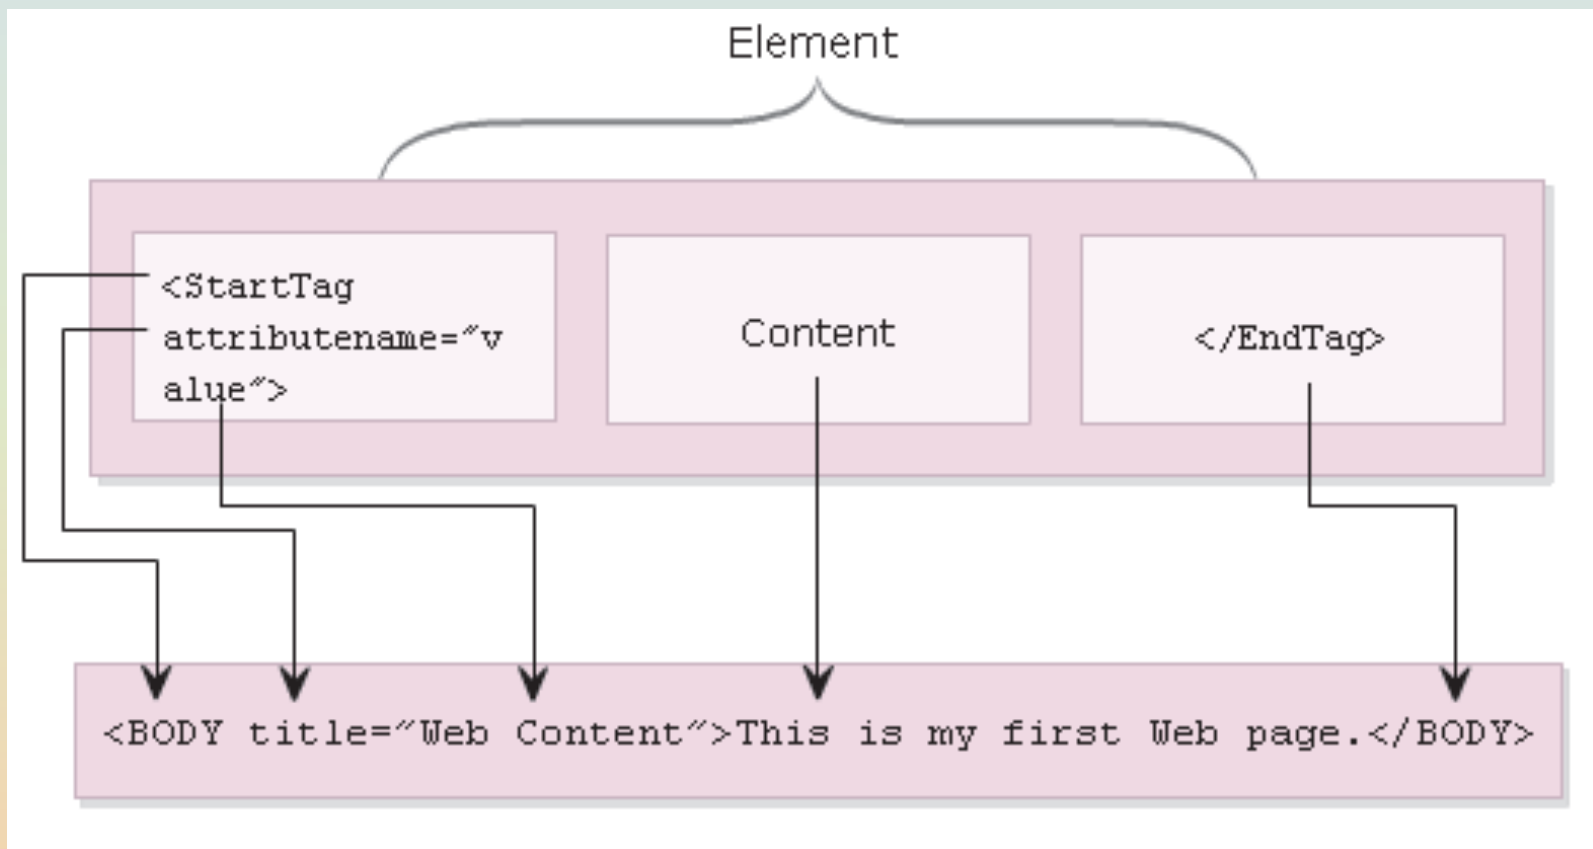 Element
<StartTag
attributename="v
alue">
Content
</EndTag>
<BODY title="Web Content">This is my first Web page.</BODY>